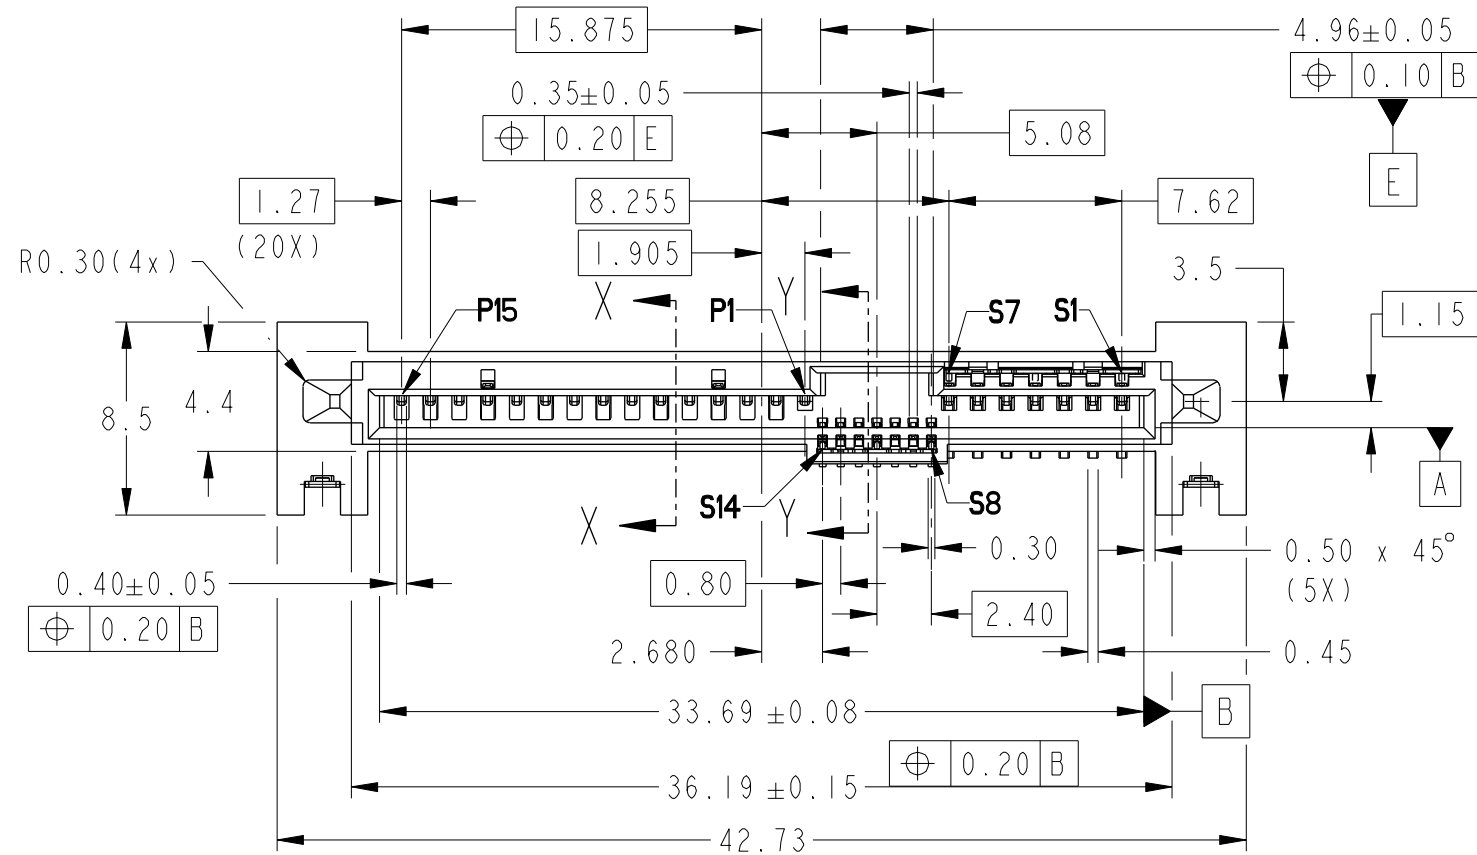 15.875
4.96±0.05
⌖ 0.10 B
0.35±0.05
⌖ 0.20 E
5.08
E
1.27
(20X)
8.255
7.62
1.905
R0.30(4x)
3.5
X
Y
P15
P1
S7
S1
1.15
8.5
4.4
A
S14
S8
X
Y
0.30
0.50 x 45°
(5X)
0.40±0.05
⌖ 0.20 B
0.80
2.40
2.680
0.45
33.69 ±0.08
B
⌖ 0.20 B
36.19 ±0.15
42.73